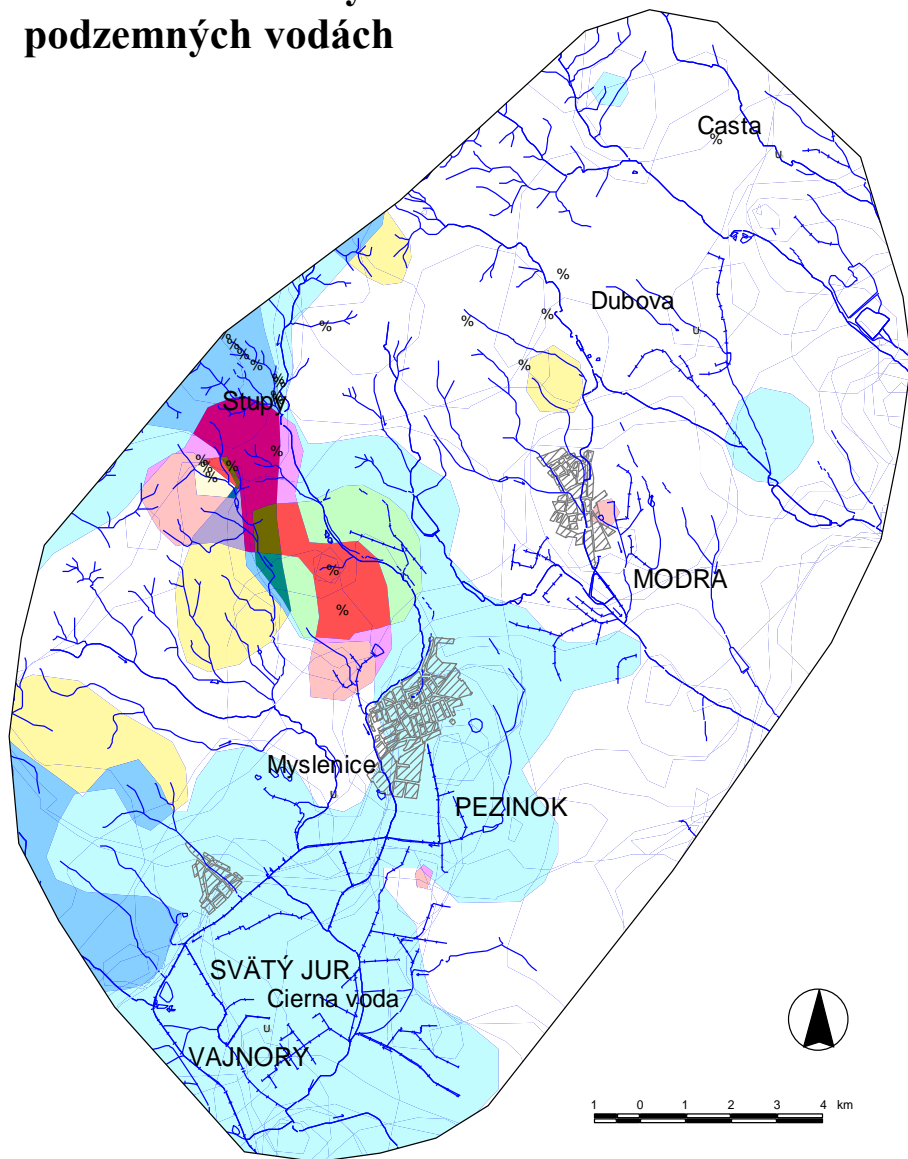 podzemných vodách
Casta
%
u
%
Dubova
%
%
%
u
%
%
%
%
%
%
%
Stupy
%
%
%
%
%
%
MODRA
%
%
Myslenice
u
PEZINOK
SVÄTÝ JUR
Cierna voda
u
VAJNORY
1 0 1 2 3 4 km